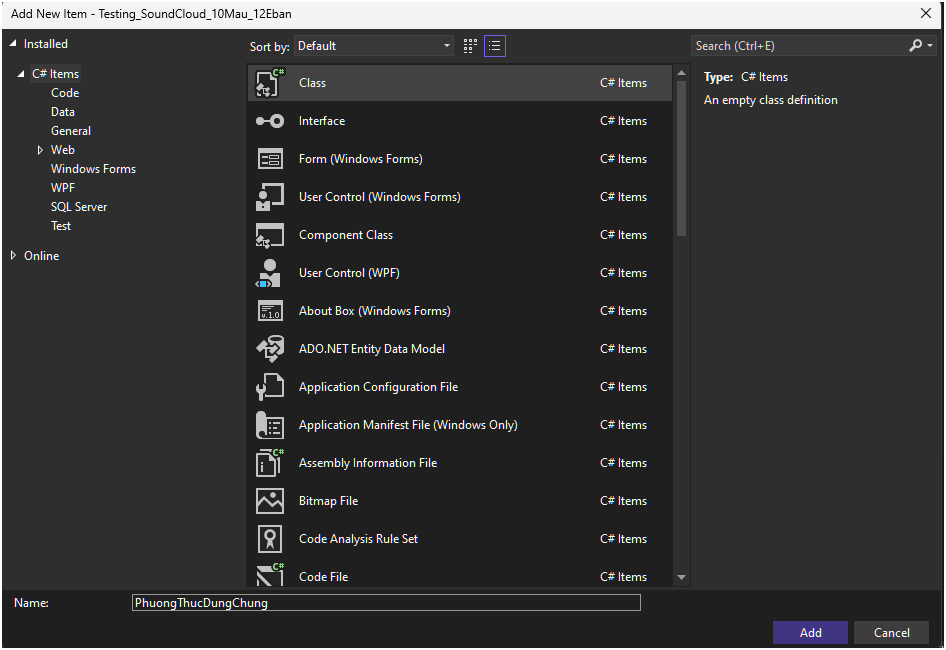 Add New Item - Testing_SoundCloud_10Mau_12Eban
Installed
C# Items
Code
Data
General
Web
Windows Forms
WPF
SQL Server
Test
Online
Sort by: Default
Search (Ctrl+E)
Class C# Items
Interface C# Items
Form (Windows Forms) C# Items
User Control (Windows Forms) C# Items
Component Class C# Items
User Control (WPF) C# Items
About Box (Windows Forms) C# Items
ADO.NET Entity Data Model C# Items
Application Configuration File C# Items
Application Manifest File (Windows Only) C# Items
Assembly Information File C# Items
Bitmap File C# Items
Code Analysis Rule Set C# Items
Code File C# Items
Type: C# Items
An empty class definition
Name: PhuongThucDungChung
Add Cancel